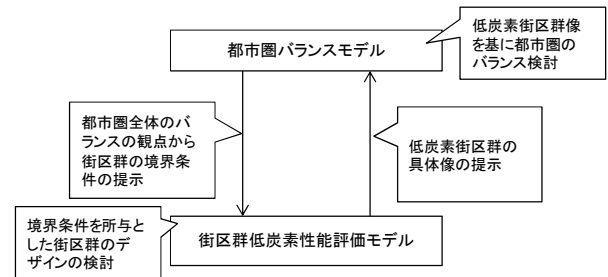 低炭素街区群像
を基に都市圏の
バランス検討
都市圏バランスモデル
都市圏全体のバ
ランスの観点から
街区群の境界条
件の提示
低炭素街区群の
具体像の提示
境界条件を所与と
した街区群のデ
ザインの検討
街区群低炭素性能評価モデル